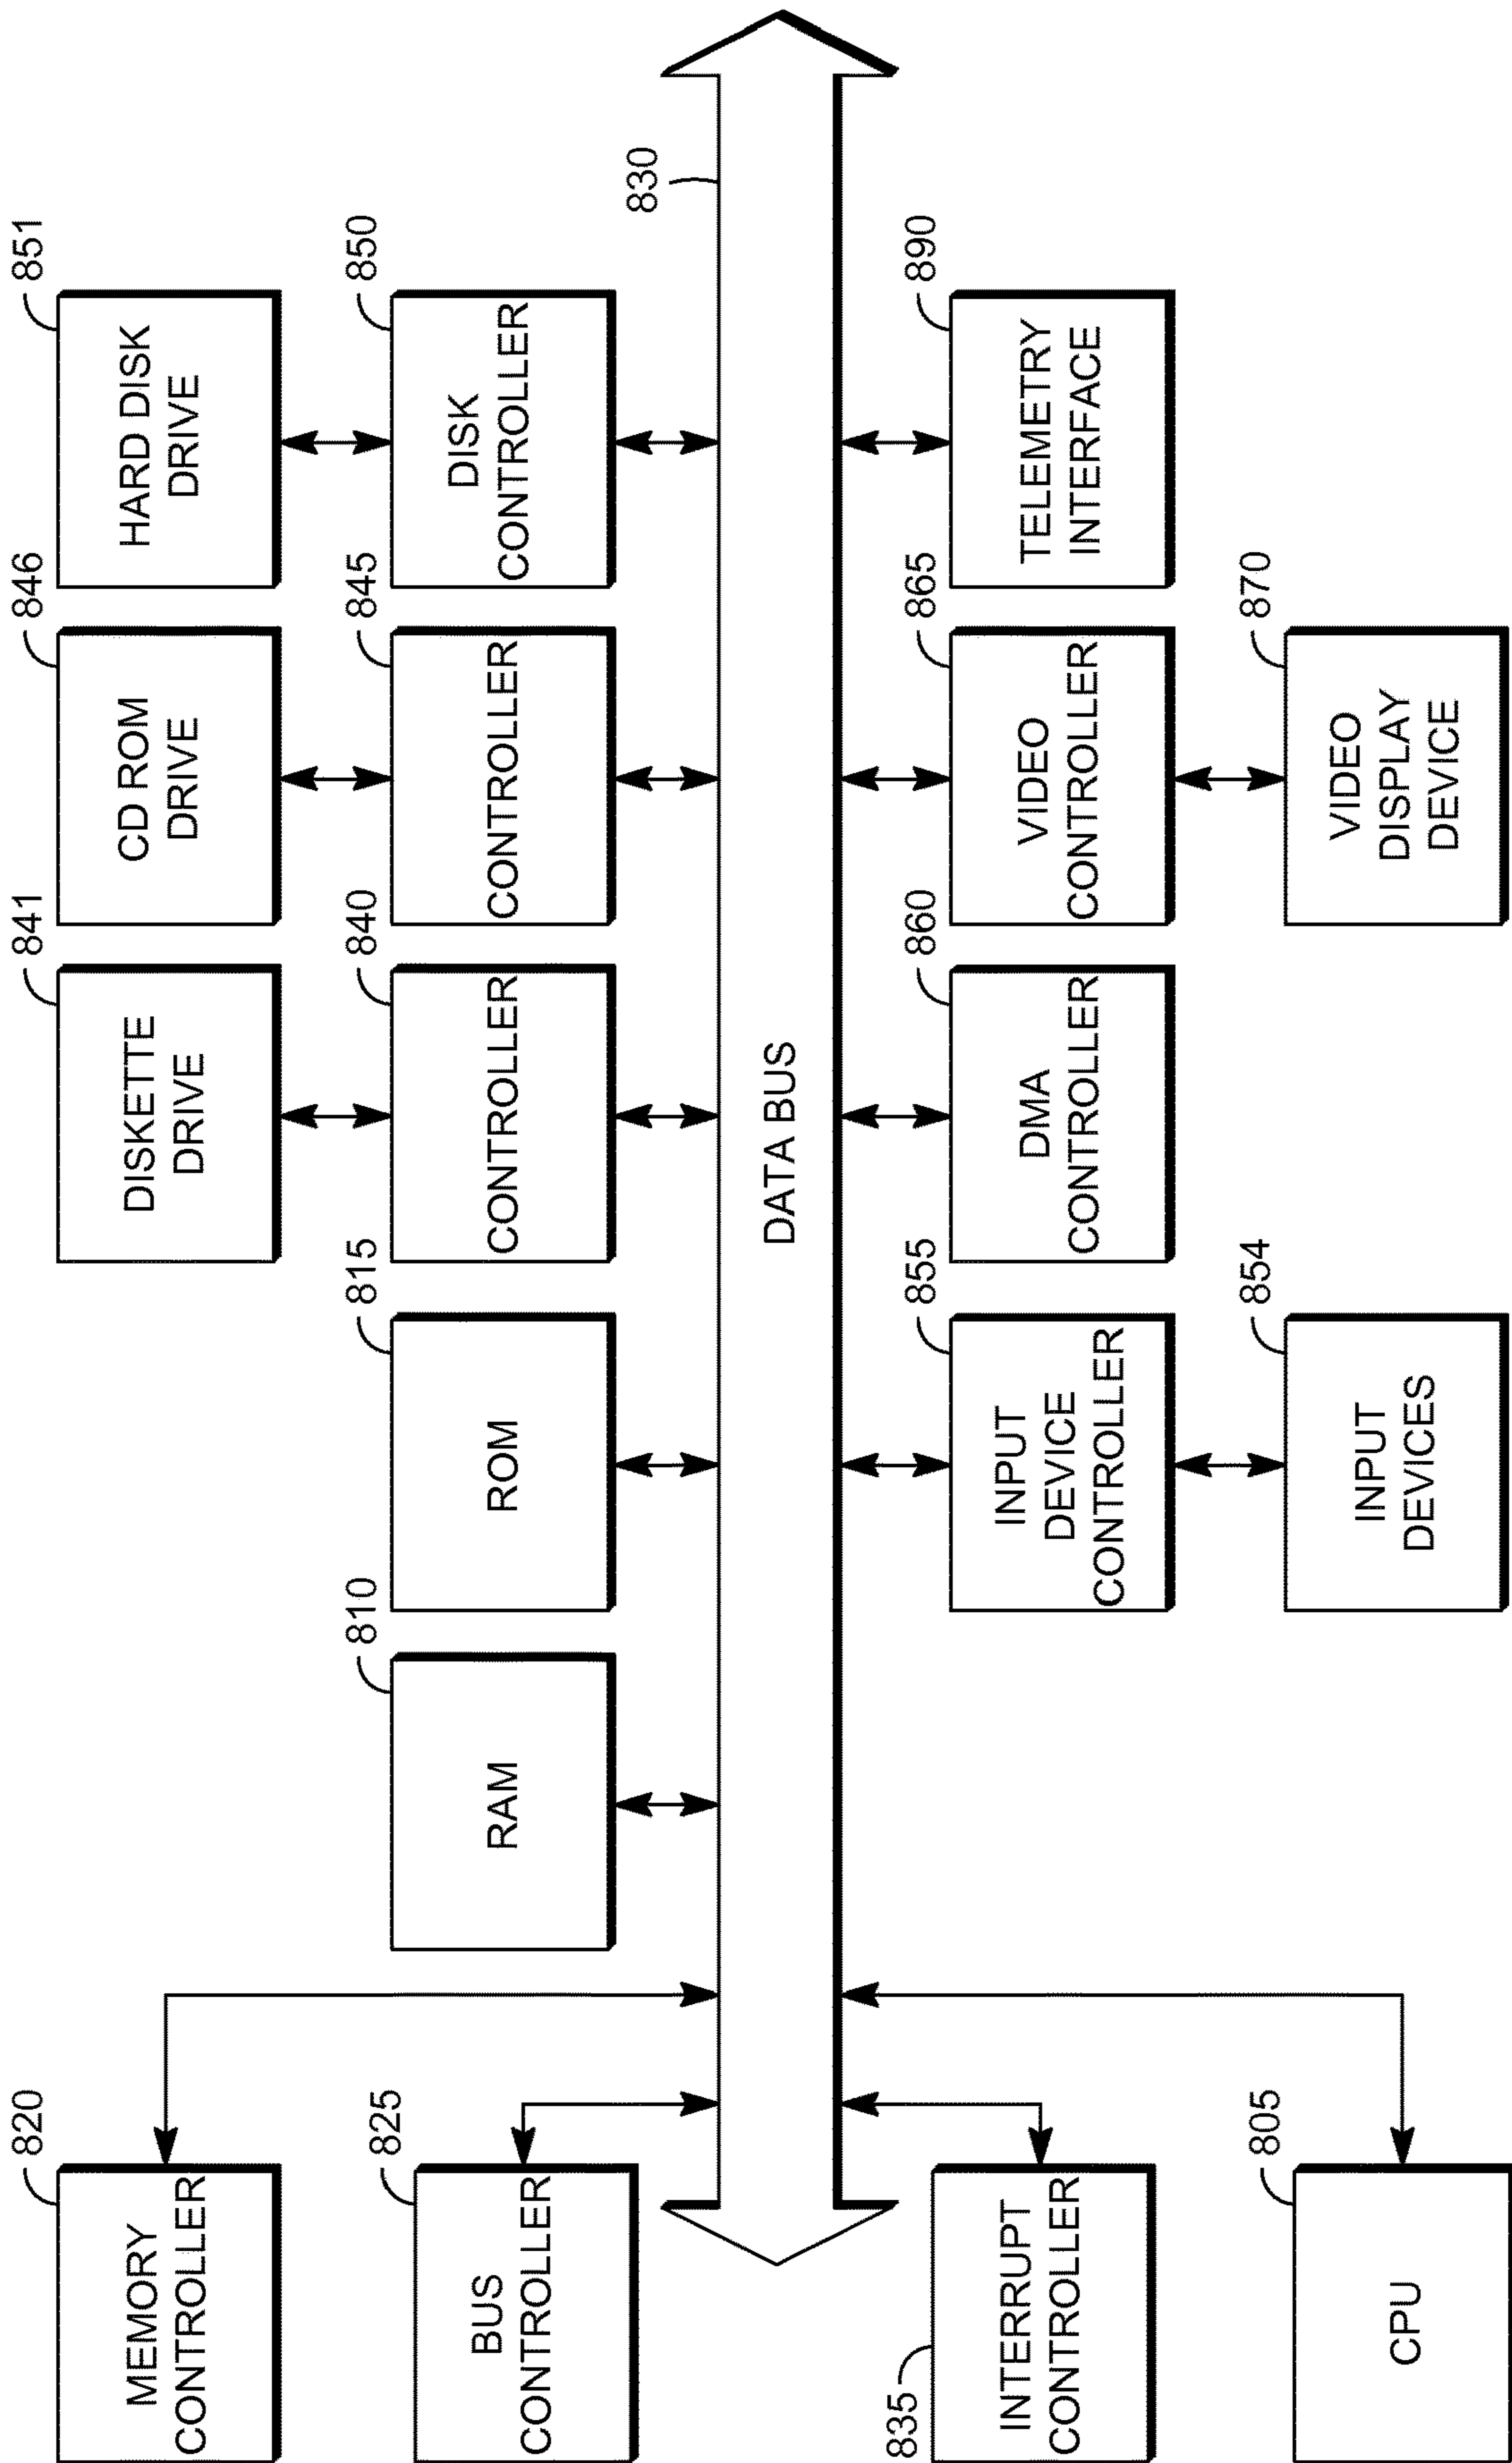 820
MEMORY
CONTROLLER
841
DISKETTE
DRIVE
846
CD ROM
DRIVE
851
HARD DISK
DRIVE
825
BUS
CONTROLLER
810
RAM
815
ROM
840
CONTROLLER
845
CONTROLLER
850
DISK
CONTROLLER
830
DATA BUS
835
INTERRUPT
CONTROLLER
855
INPUT
DEVICE
CONTROLLER
860
DMA
CONTROLLER
865
VIDEO
CONTROLLER
890
TELEMETRY
INTERFACE
805
CPU
854
INPUT
DEVICES
870
VIDEO
DISPLAY
DEVICE